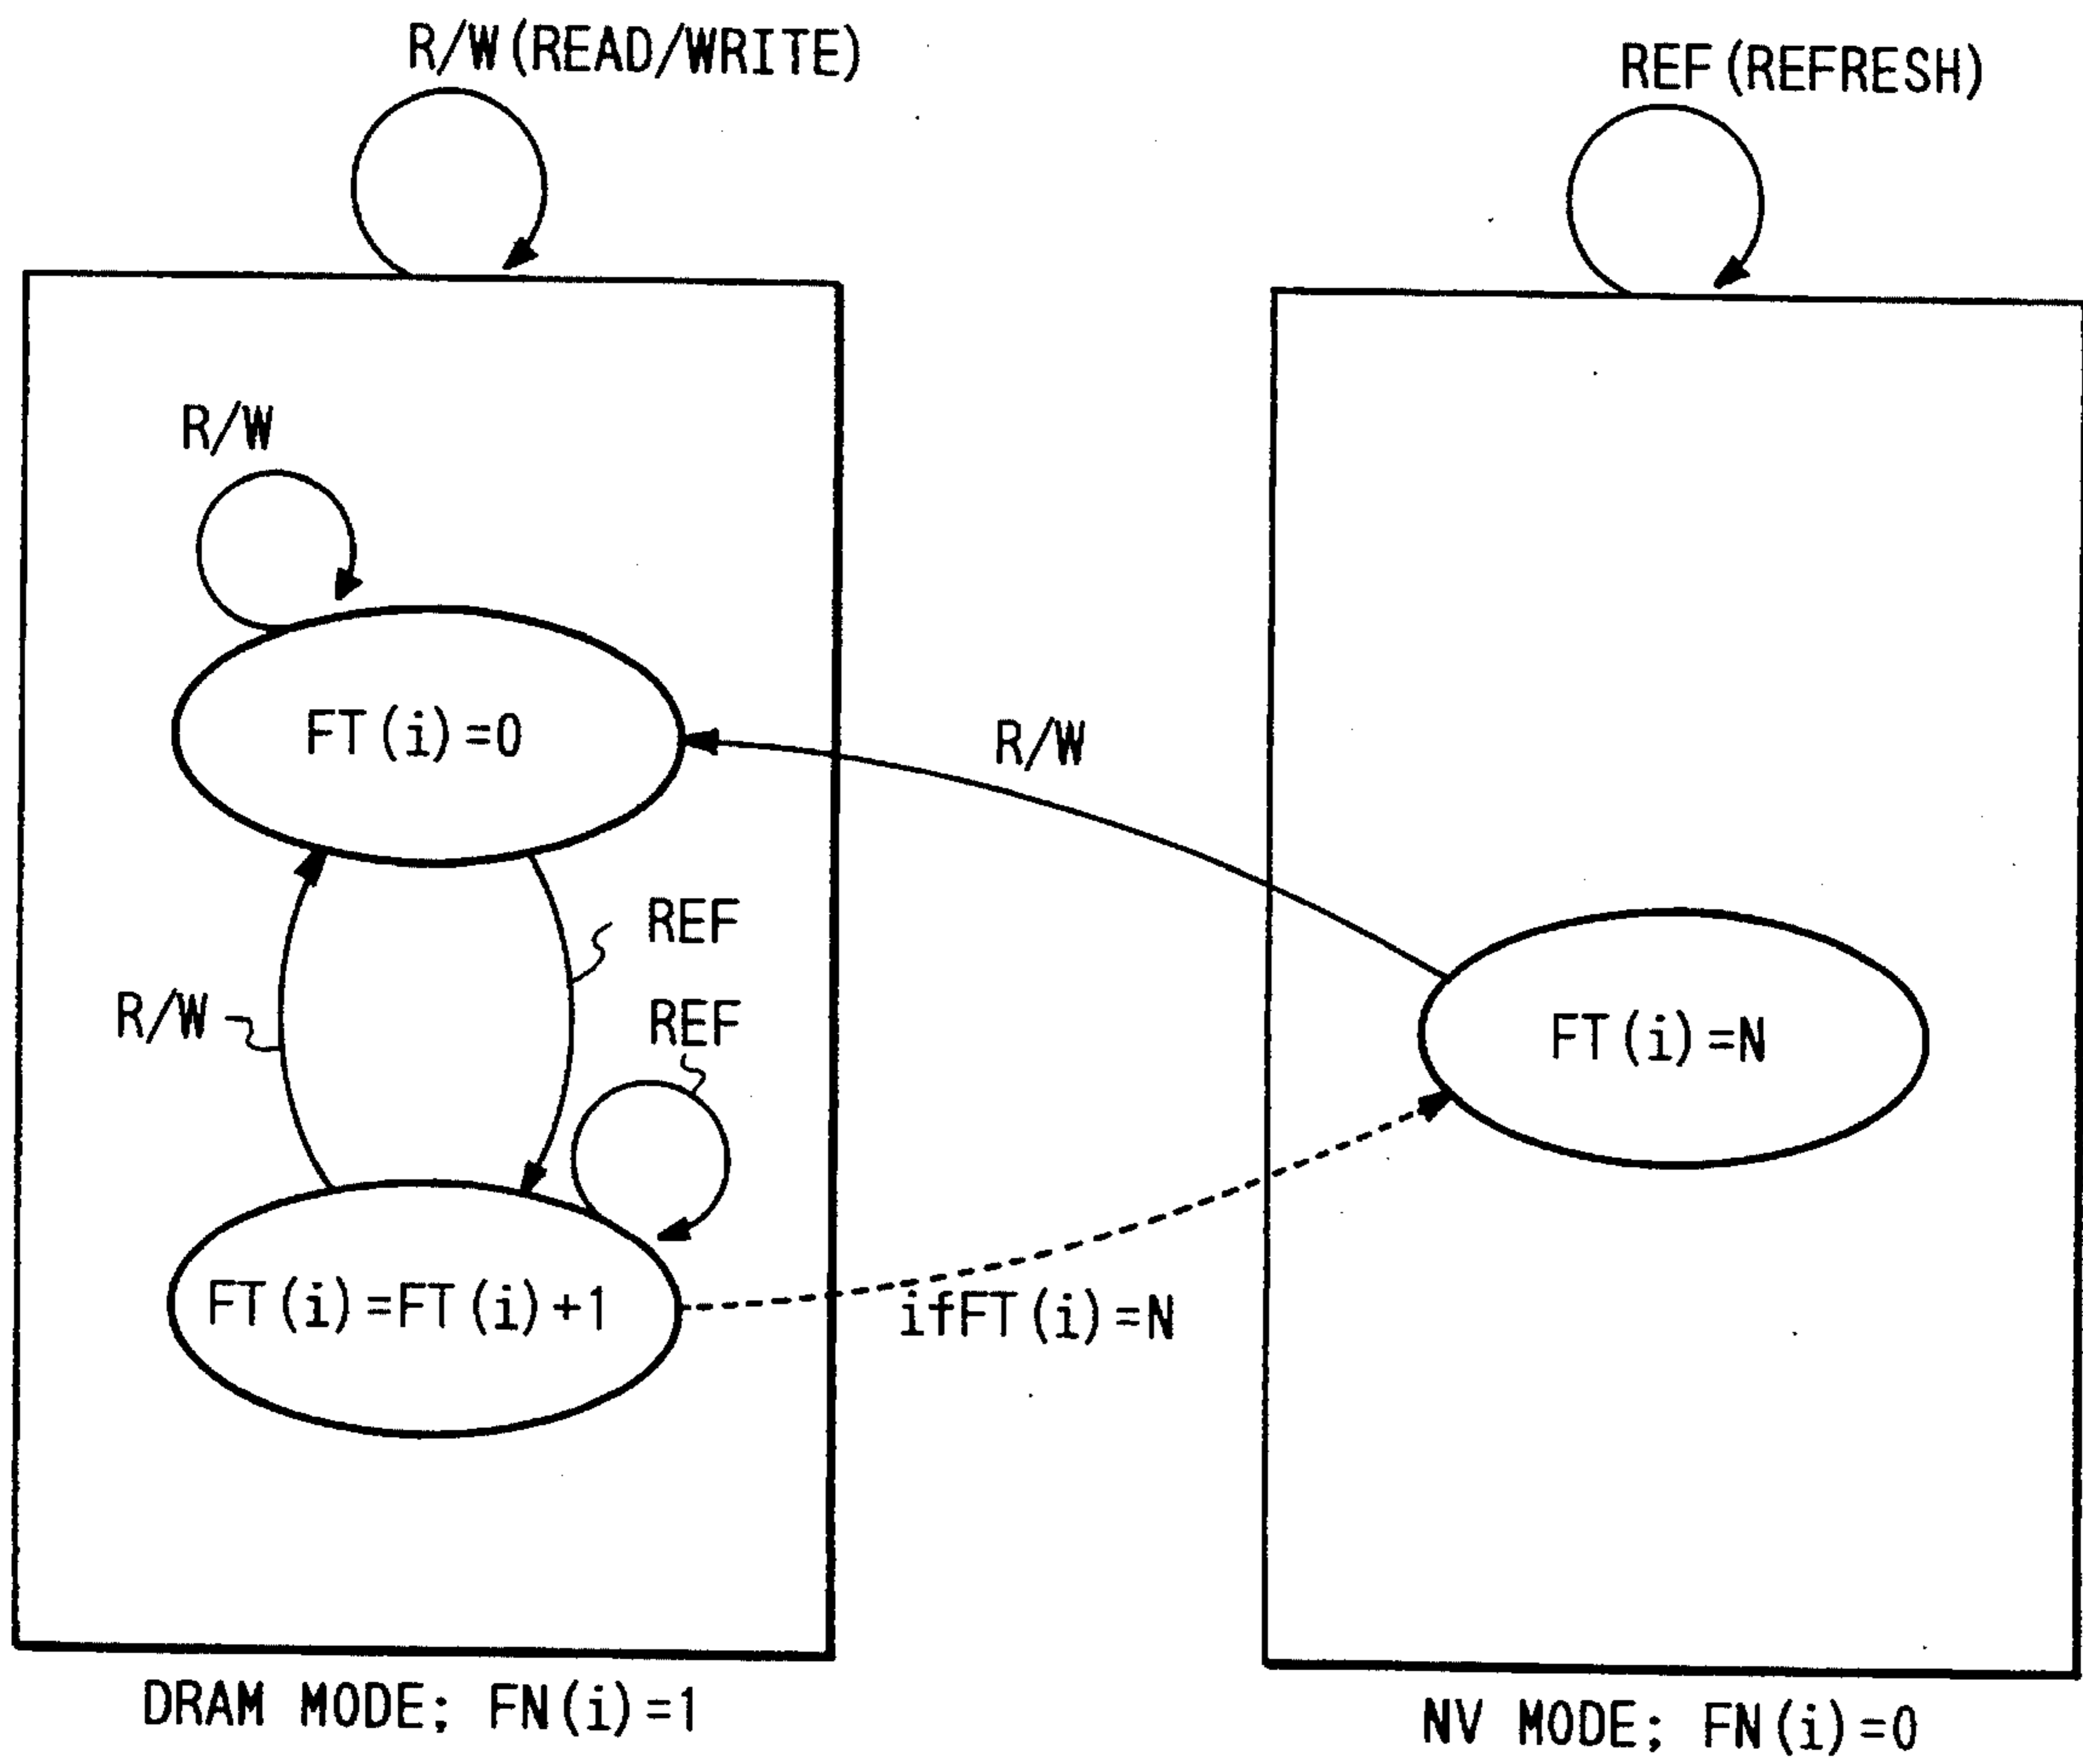 R/W(READ/WRITE)
REF(REFRESH)
R/W
FT(i)=0
R/W
REF
R/W
REF
FT(i)=N
FT(i)=FT(i)+1
ifFT(i)=N
DRAM MODE; FN(i)=1
NV MODE; FN(i)=0